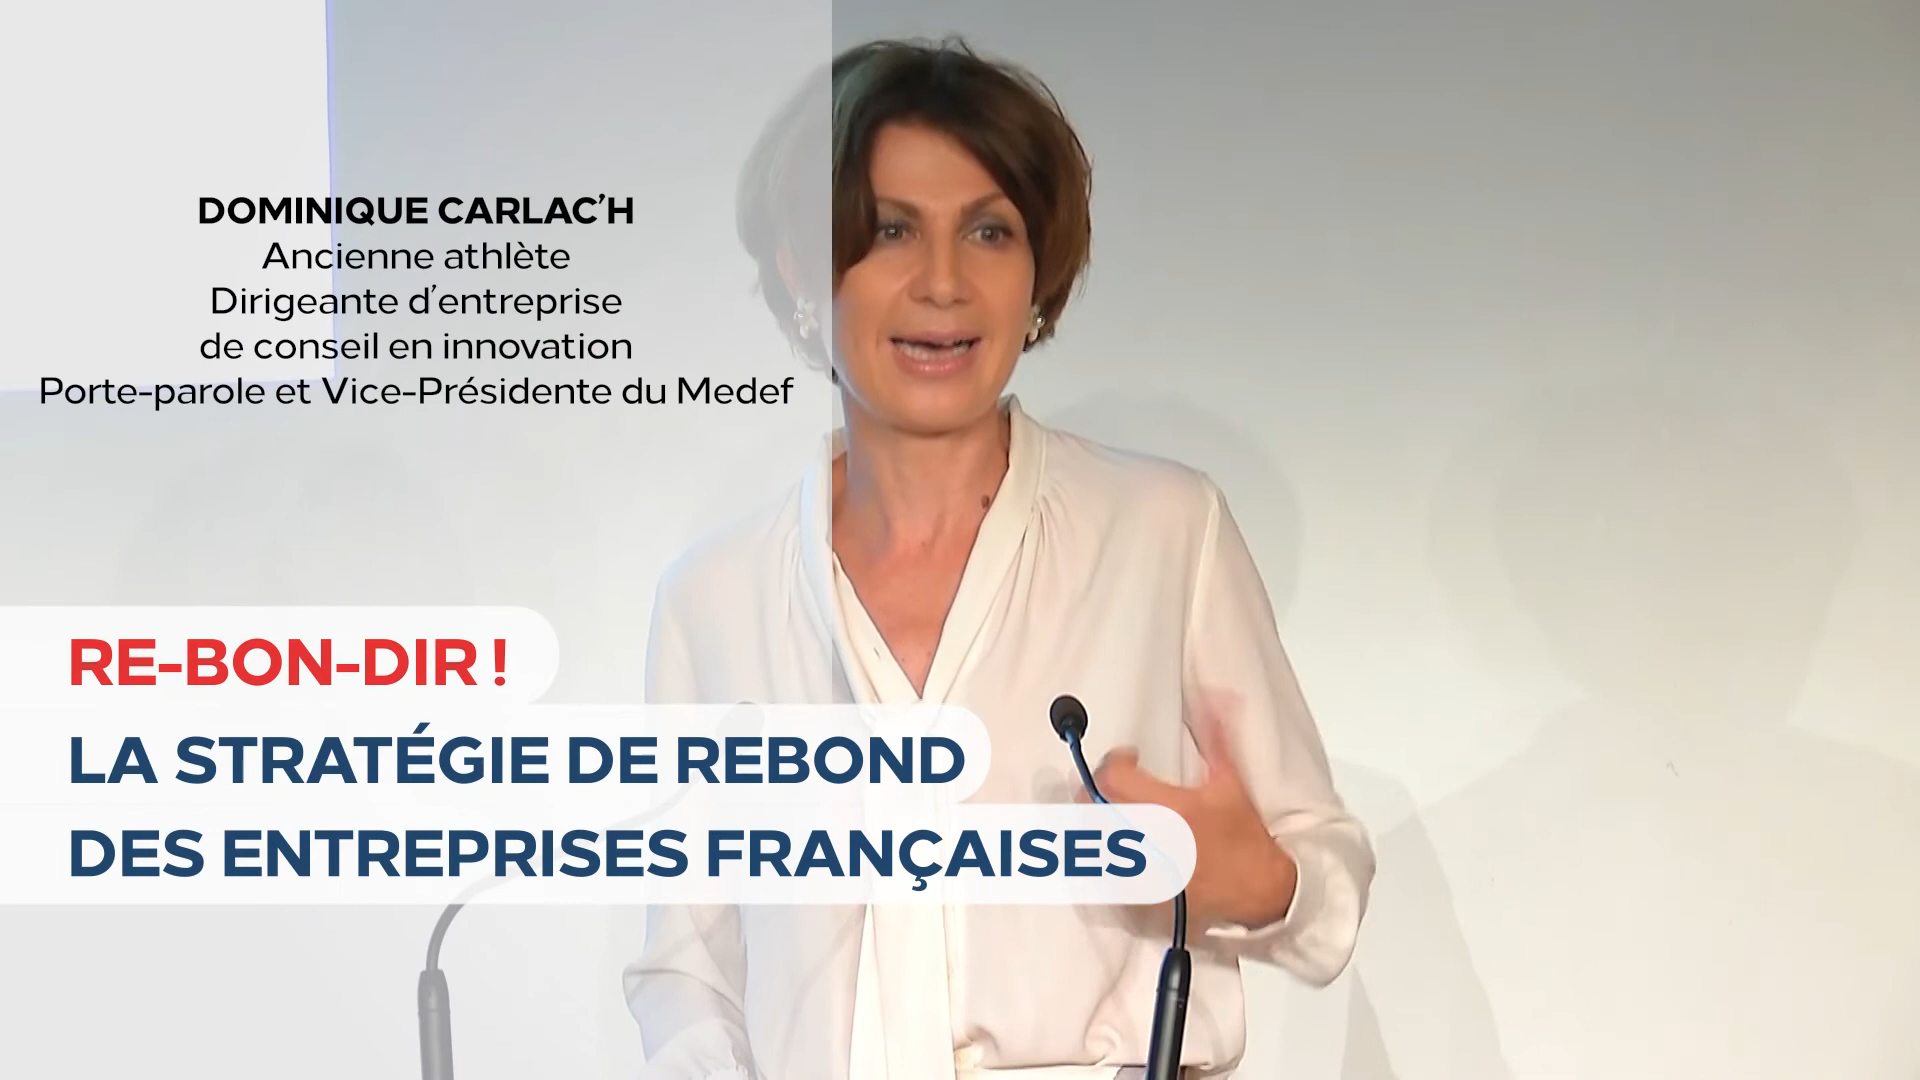 DOMINIQUE CARLAC’H
Ancienne athlète
Dirigeante d’entreprise
de conseil en innovation
Porte-parole et Vice-Présidente du Medef
RE-BON-DIR !
LA STRATÉGIE DE REBOND
DES ENTREPRISES FRANÇAISES